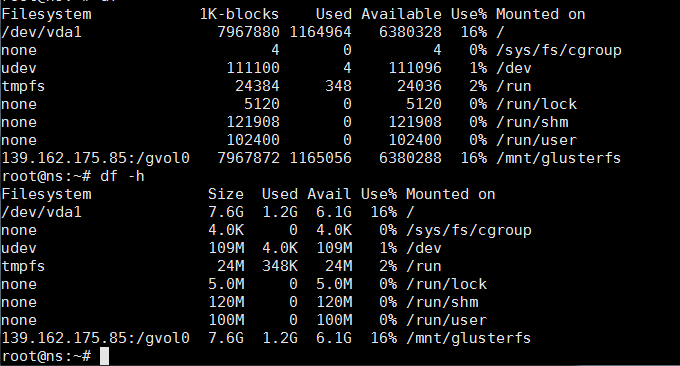 Filesystem 1K-blocks Used Available Use% Mounted on
/dev/vda1 7967880 1164964 6380328 16% /
none 4 0 4 0% /sys/fs/cgroup
udev 111100 4 111096 1% /dev
tmpfs 24384 348 24036 2% /run
none 5120 0 5120 0% /run/lock
none 121908 0 121908 0% /run/shm
none 102400 0 102400 0% /run/user
139.162.175.85:/gvol0 7967872 1165056 6380288 16% /mnt/glusterfs
root@ns:~# df -h
Filesystem Size Used Avail Use% Mounted on
/dev/vda1 7.6G 1.2G 6.1G 16% /
none 4.0K 0 4.0K 0% /sys/fs/cgroup
udev 109M 4.0K 109M 1% /dev
tmpfs 24M 348K 24M 2% /run
none 5.0M 0 5.0M 0% /run/lock
none 120M 0 120M 0% /run/shm
none 100M 0 100M 0% /run/user
139.162.175.85:/gvol0 7.6G 1.2G 6.1G 16% /mnt/glusterfs
root@ns:~#